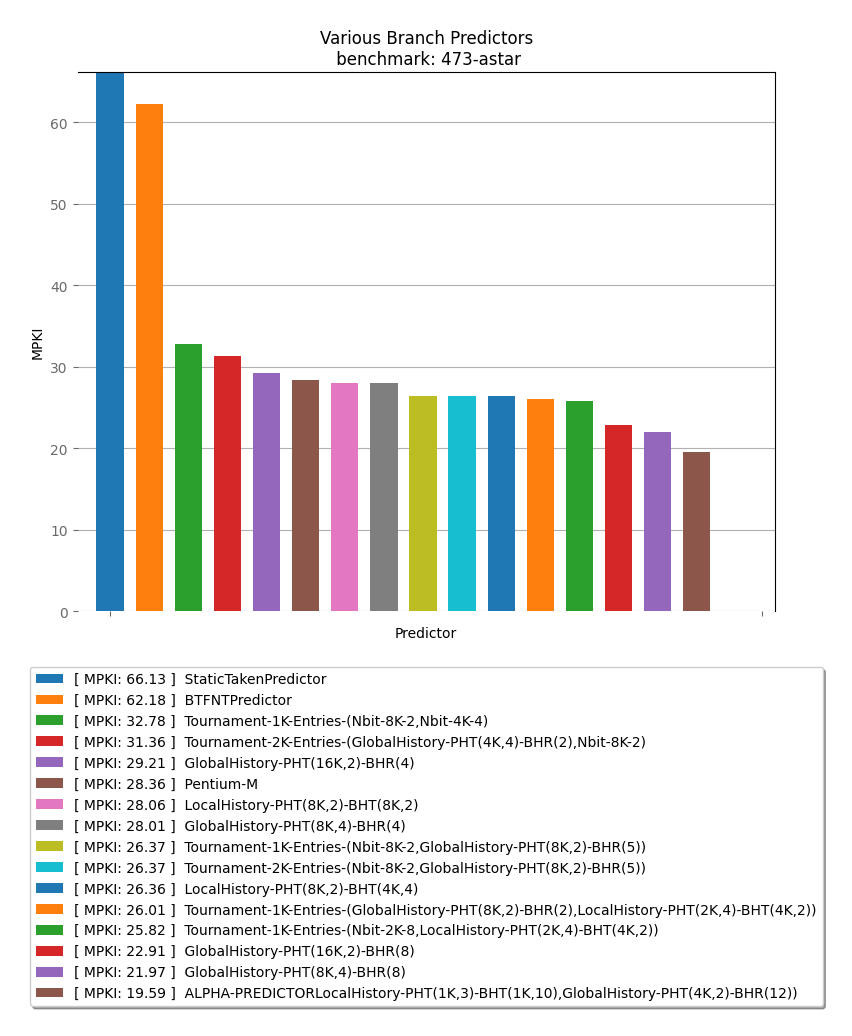 Various Branch Predictors
benchmark: 473-astar
60
50
40
30
20
10
0
MPKI
Predictor
[ MPKI: 66.13 ] StaticTakenPredictor
[ MPKI: 62.18 ] BTFNTPredictor
[ MPKI: 32.78 ] Tournament-1K-Entries-(Nbit-8K-2,Nbit-4K-4)
[ MPKI: 31.36 ] Tournament-2K-Entries-(GlobalHistory-PHT(4K,4)-BHR(2),Nbit-8K-2)
[ MPKI: 29.21 ] GlobalHistory-PHT(16K,2)-BHR(4)
[ MPKI: 28.36 ] Pentium-M
[ MPKI: 28.06 ] LocalHistory-PHT(8K,2)-BHT(8K,2)
[ MPKI: 28.01 ] GlobalHistory-PHT(8K,4)-BHR(4)
[ MPKI: 26.37 ] Tournament-1K-Entries-(Nbit-8K-2,GlobalHistory-PHT(8K,2)-BHR(5))
[ MPKI: 26.37 ] Tournament-2K-Entries-(Nbit-8K-2,GlobalHistory-PHT(8K,2)-BHR(5))
[ MPKI: 26.36 ] LocalHistory-PHT(8K,2)-BHT(4K,4)
[ MPKI: 26.01 ] Tournament-1K-Entries-(GlobalHistory-PHT(8K,2)-BHR(2),LocalHistory-PHT(2K,4)-BHT(4K,2))
[ MPKI: 25.82 ] Tournament-1K-Entries-(Nbit-2K-8,LocalHistory-PHT(2K,4)-BHT(4K,2))
[ MPKI: 22.91 ] GlobalHistory-PHT(16K,2)-BHR(8)
[ MPKI: 21.97 ] GlobalHistory-PHT(8K,4)-BHR(8)
[ MPKI: 19.59 ] ALPHA-PREDICTORLocalHistory-PHT(1K,3)-BHT(1K,10),GlobalHistory-PHT(4K,2)-BHR(12))